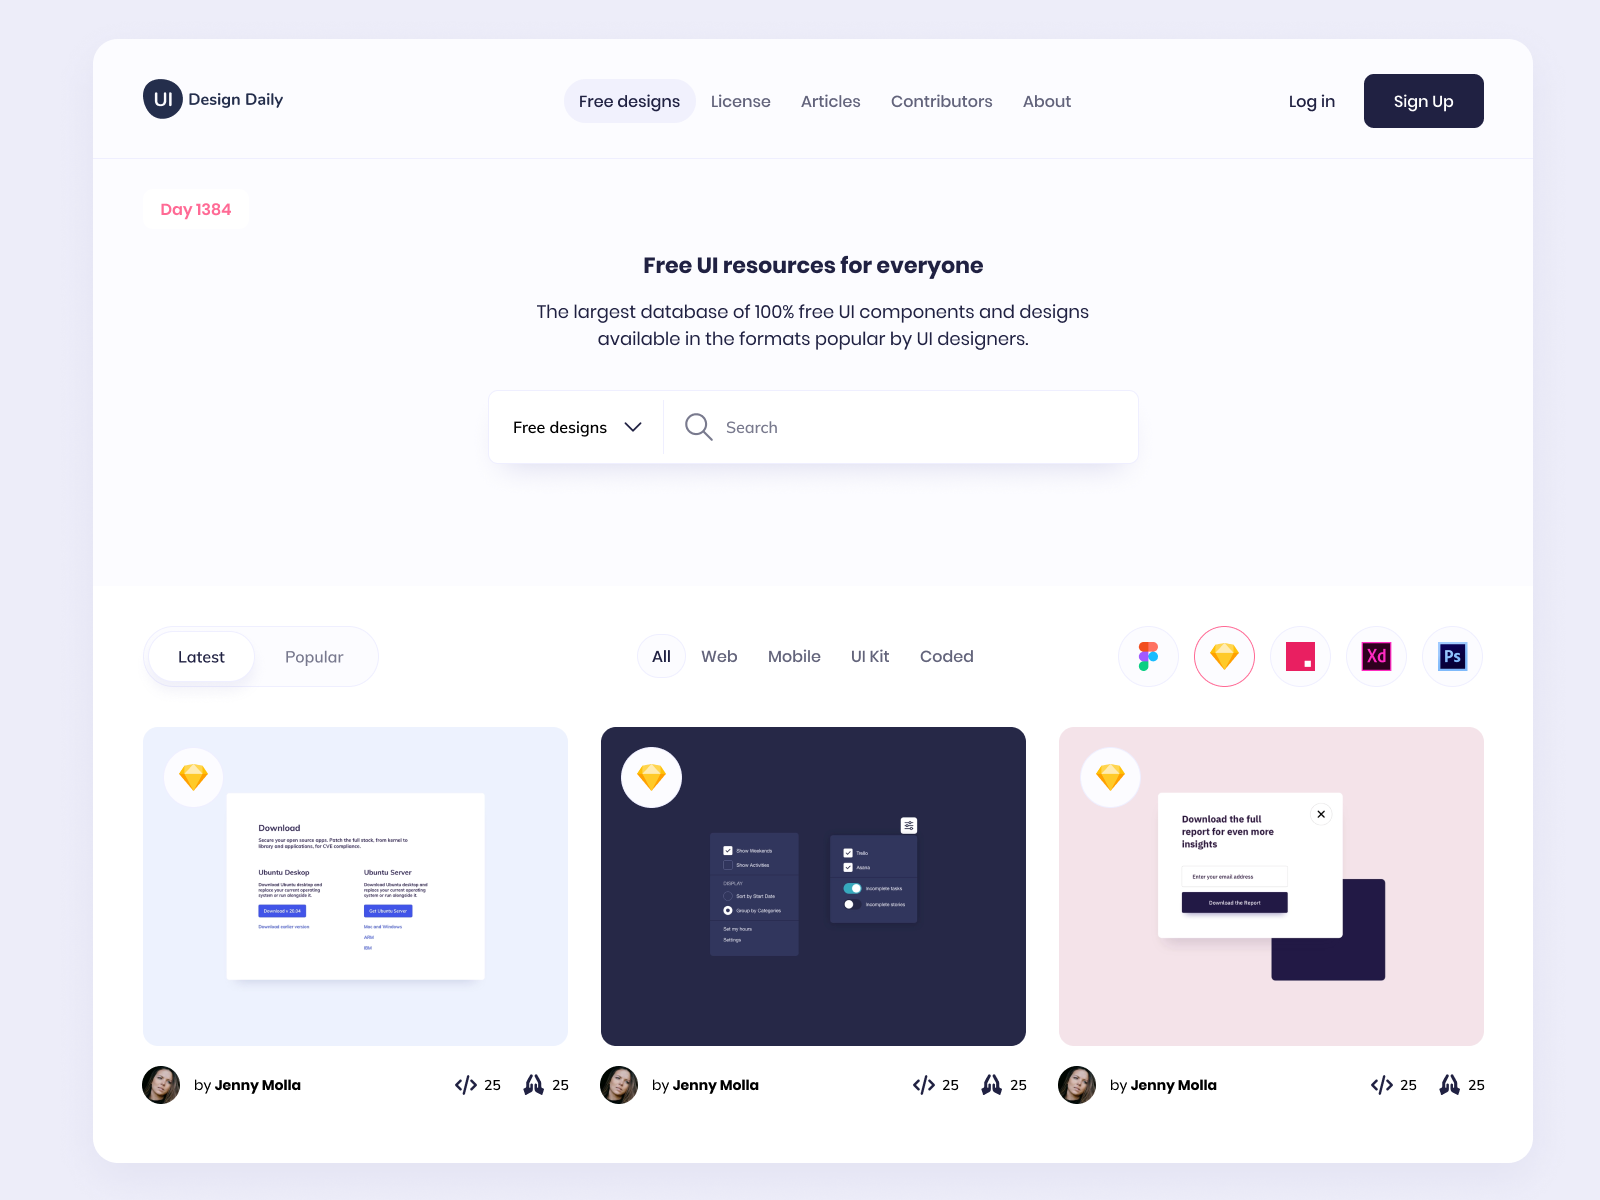 UI Design Daily
Free designs License Articles Contributors About
Log in Sign Up
Day 1384
Free UI resources for everyone
The largest database of 100% free UI components and designs
available in the formats popular by UI designers.
Free designs Search
Latest Popular
All Web Mobile UI Kit Coded
Xd Ps
Download
Secure your open source apps. Patch the full stack, from kernel to
library and applications, for CVE compliance.
Ubuntu Deskop
Download Ubuntu desktop and
replace your current operating
system or run alongside it.
Download v 20.04
Download earlier version
Ubuntu Server
Download Ubuntu desktop and
replace your current operating
system or run alongside it.
Get Ubuntu Server
Mac and Windows
ARM
IBM
Show Weekends
Show Activities
DISPLAY
Sort by Start Date
Group by Categories
Set my hours
Settings
Trello
Asana
Incomplete tasks
Incomplete stories
Download the full
report for even more
insights
Enter your email address
Download the Report
by Jenny Molla 25 25
by Jenny Molla 25 25
by Jenny Molla 25 25